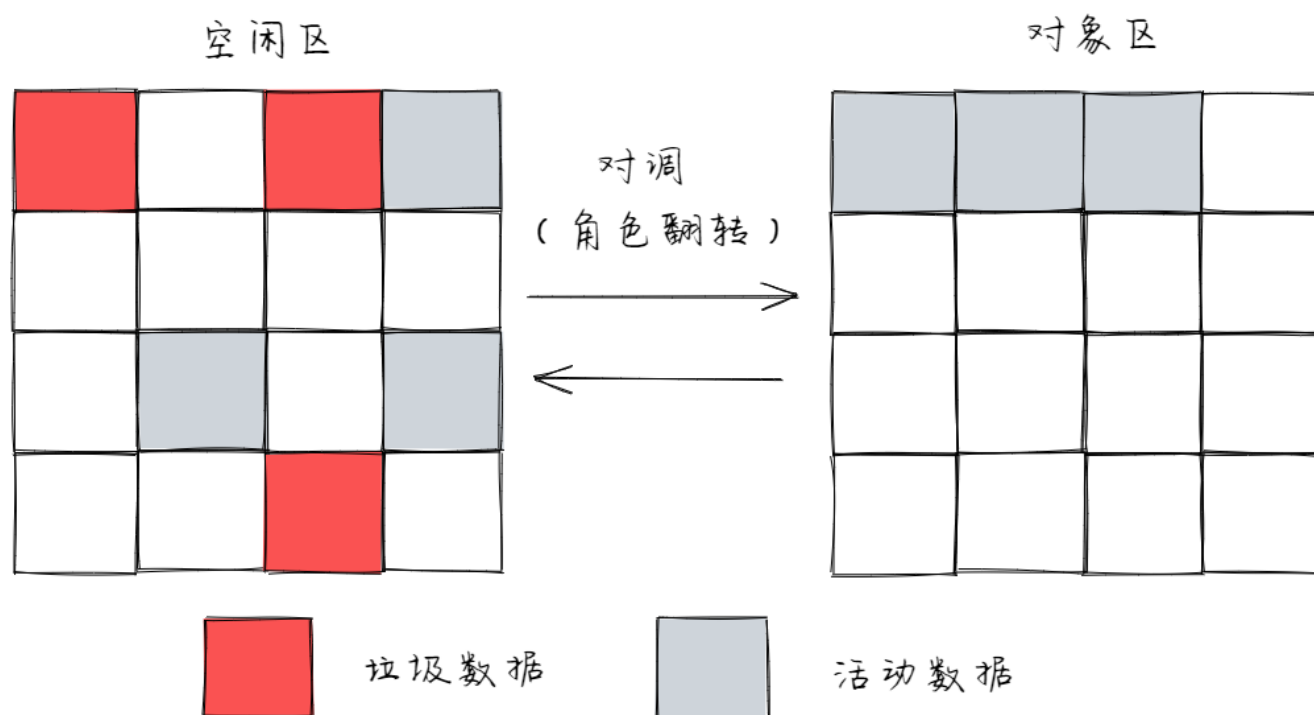 空闲区
对象区
对调
(角色翻转)
垃圾数据
活动数据